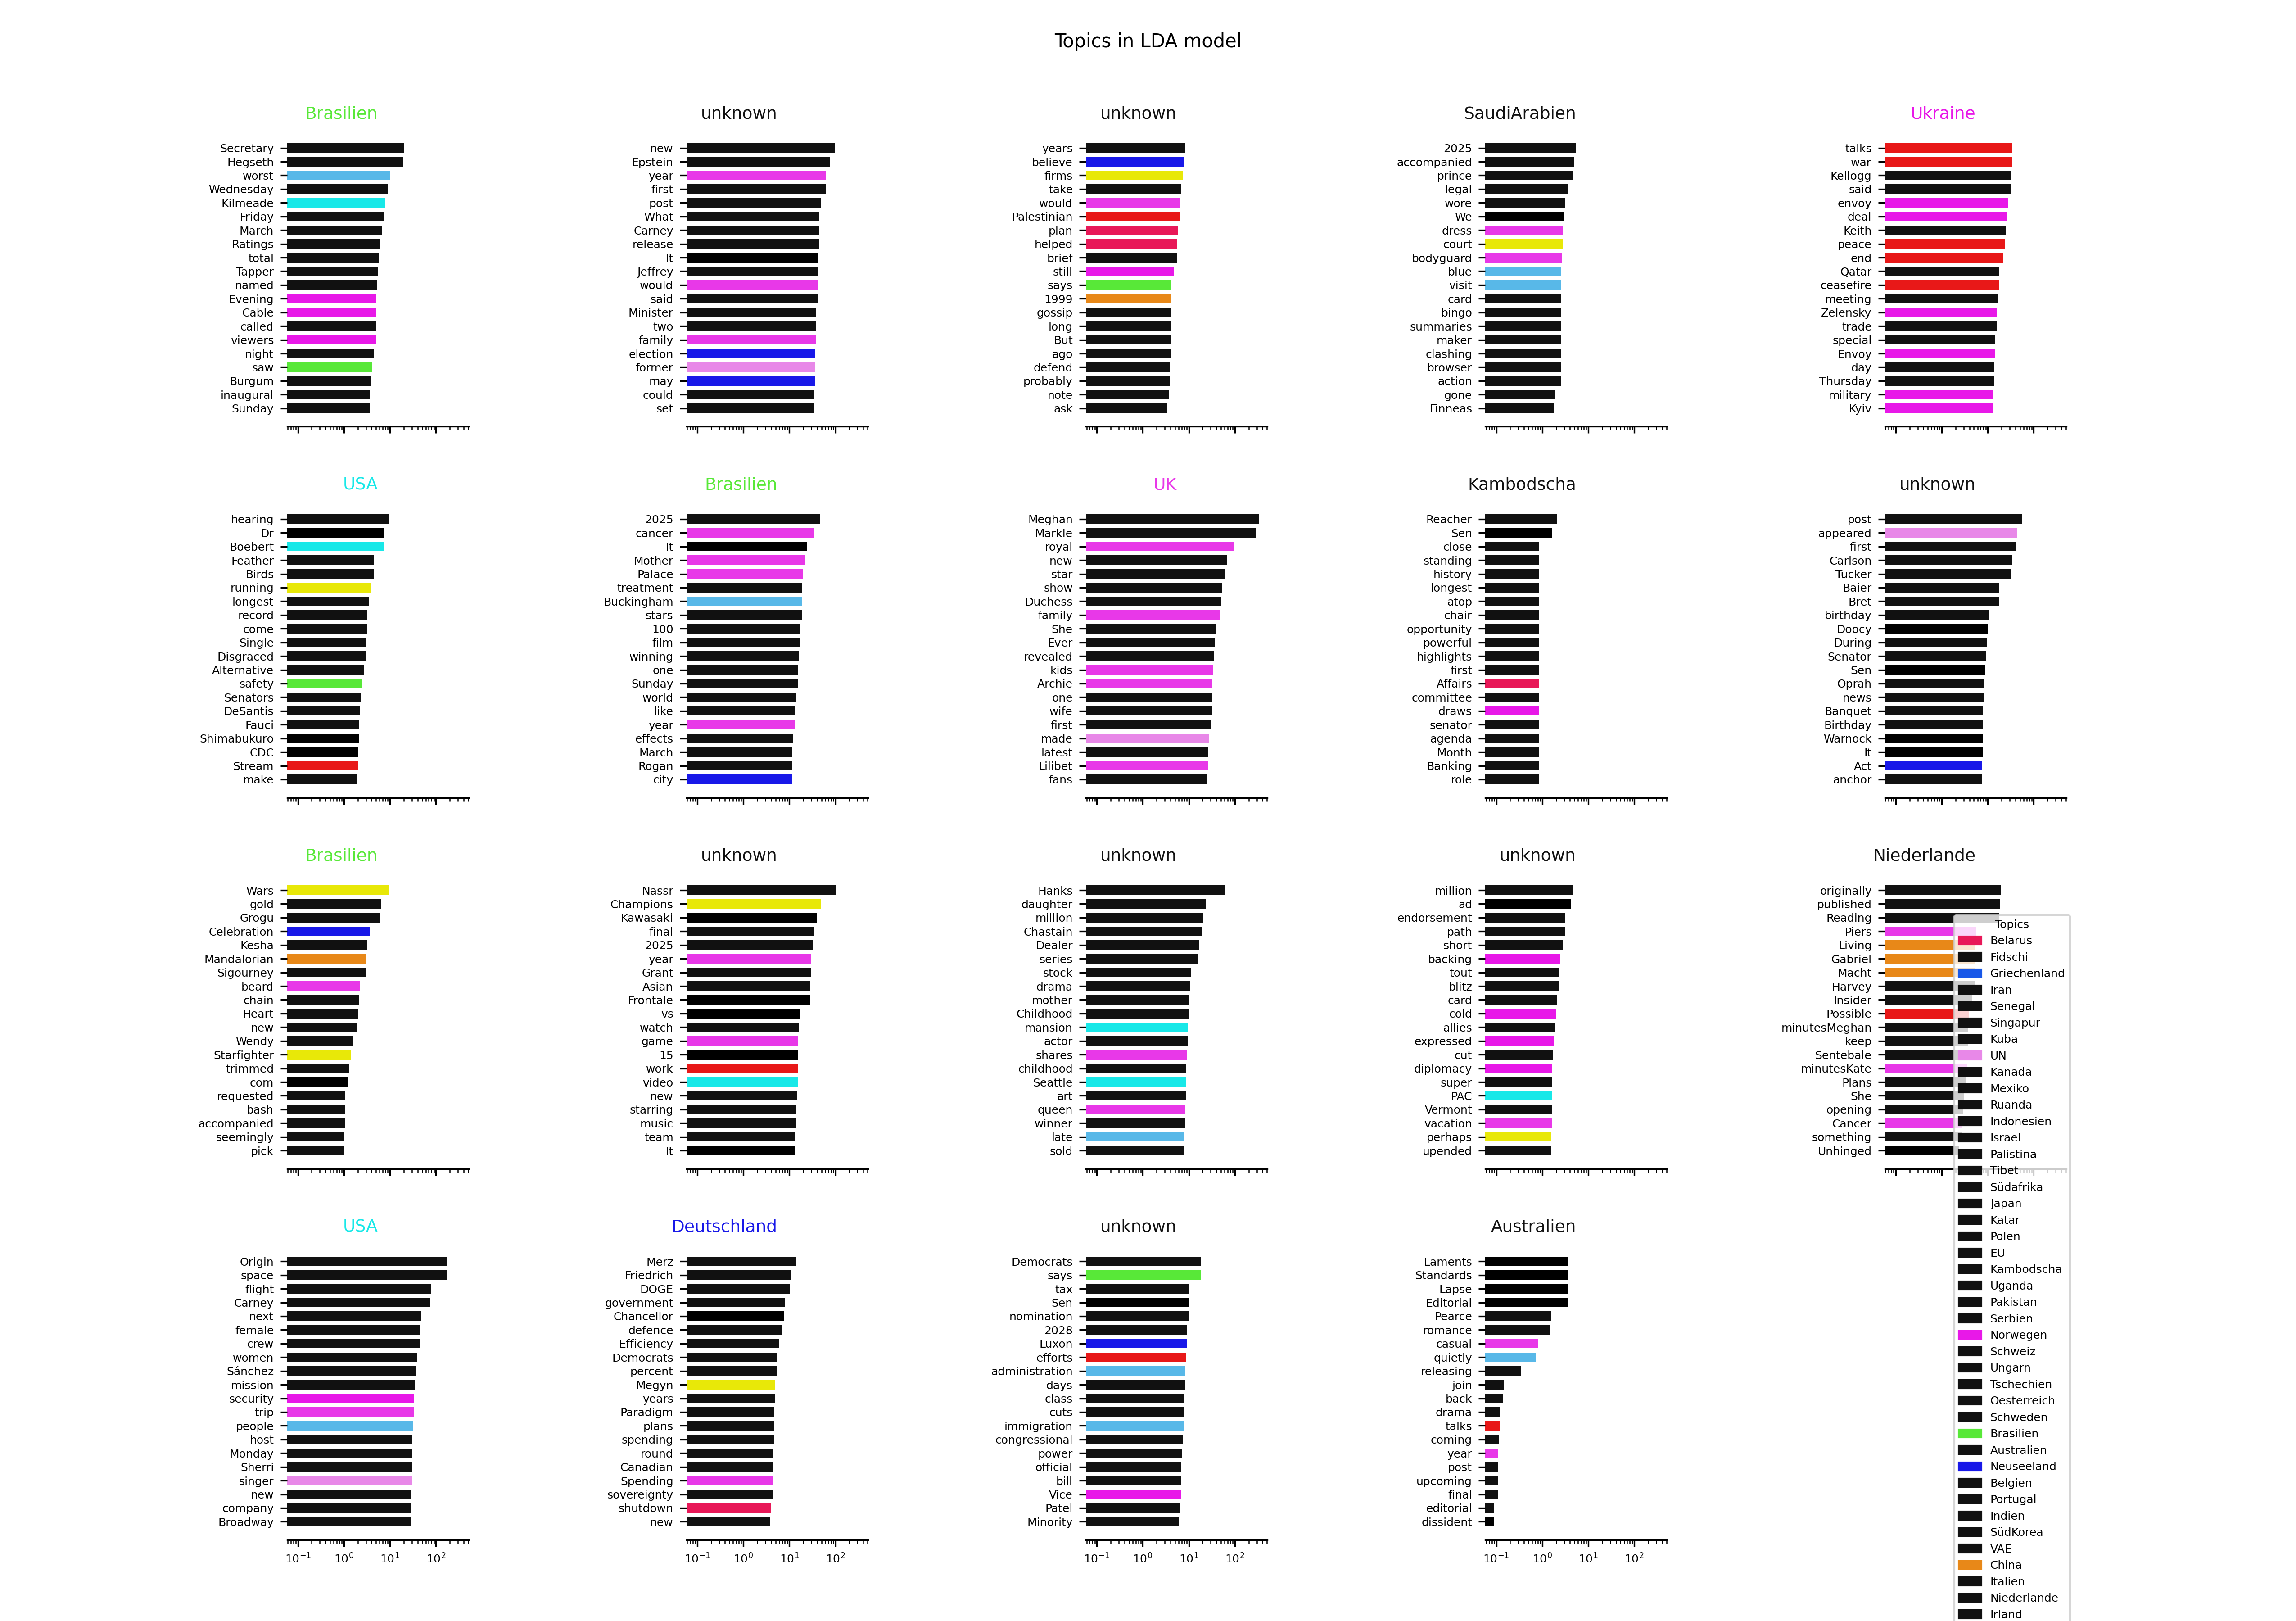 Topics in LDA model
Brasilien
Secretary
Hegseth
worst
Wednesday
Kilmeade
Friday
March
Ratings
total
Tapper
named
Evening
Cable
called
viewers
night
saw
Burgum
inaugural
Sunday
unknown
new
Epstein
year
first
post
What
Carney
release
It
Jeffrey
would
said
Minister
two
family
election
former
may
could
set
unknown
years
believe
firms
take
would
Palestinian
plan
helped
brief
still
says
1999
gossip
long
But
ago
defend
probably
note
ask
SaudiArabien
2025
accompanied
prince
legal
wore
We
dress
court
bodyguard
blue
visit
card
bingo
summaries
maker
clashing
browser
action
gone
Finneas
Ukraine
talks
war
Kellogg
said
envoy
deal
Keith
peace
end
Qatar
ceasefire
meeting
Zelensky
trade
special
Envoy
day
Thursday
military
Kyiv
USA
hearing
Dr
Boebert
Feather
Birds
running
longest
record
come
Single
Disgraced
Alternative
safety
Senators
DeSantis
Fauci
Shimabukuro
CDC
Stream
make
Brasilien
2025
cancer
It
Mother
Palace
treatment
Buckingham
stars
100
film
winning
one
Sunday
world
like
year
effects
March
Rogan
city
UK
Meghan
Markle
royal
new
star
show
Duchess
family
She
Ever
revealed
kids
Archie
one
wife
first
made
latest
Lilibet
fans
Kambodscha
Reacher
Sen
close
standing
history
longest
atop
chair
opportunity
powerful
highlights
first
Affairs
committee
draws
senator
agenda
Month
Banking
role
unknown
post
appeared
first
Carlson
Tucker
Baier
Bret
birthday
Doocy
During
Senator
Sen
Oprah
news
Banquet
Birthday
Warnock
It
Act
anchor
Brasilien
Wars
gold
Grogu
Celebration
Kesha
Mandalorian
Sigourney
beard
chain
Heart
new
Wendy
Starfighter
trimmed
com
requested
bash
accompanied
seemingly
pick
unknown
Nassr
Champions
Kawasaki
final
2025
year
Grant
Asian
Frontale
vs
watch
game
15
work
video
new
starring
music
team
It
unknown
Hanks
daughter
million
Chastain
Dealer
series
stock
drama
mother
Childhood
mansion
actor
shares
childhood
Seattle
art
queen
winner
late
sold
unknown
million
ad
endorsement
path
short
backing
tout
blitz
card
cold
allies
expressed
cut
diplomacy
super
PAC
Vermont
vacation
perhaps
upended
Niederlande
originally
published
Reading
Piers
Living
Gabriel
Macht
Harvey
Insider
Possible
minutesMeghan
keep
Sentebale
minutesKate
Plans
She
opening
Cancer
something
Unhinged
USA
Origin
space
flight
Carney
next
female
crew
women
Sánchez
mission
security
trip
people
host
Monday
Sherri
singer
new
company
Broadway
10⁻¹ 10⁰ 10¹ 10²
Deutschland
Merz
Friedrich
DOGE
government
Chancellor
defence
Efficiency
Democrats
percent
Megyn
years
Paradigm
plans
spending
round
Canadian
Spending
sovereignty
shutdown
new
10⁻¹ 10⁰ 10¹ 10²
unknown
Democrats
says
tax
Sen
nomination
2028
Luxon
efforts
administration
days
class
cuts
immigration
congressional
power
official
bill
Vice
Patel
Minority
10⁻¹ 10⁰ 10¹ 10²
Australien
Laments
Standards
Lapse
Editorial
Pearce
romance
casual
quietly
releasing
join
back
drama
talks
coming
year
post
upcoming
final
editorial
dissident
10⁻¹ 10⁰ 10¹ 10²
Topics
Belarus
Fidschi
Griechenland
Iran
Senegal
Singapur
Kuba
UN
Kanada
Mexiko
Ruanda
Indonesien
Israel
Palistina
Tibet
Südafrika
Japan
Katar
Polen
EU
Kambodscha
Uganda
Pakistan
Serbien
Norwegen
Schweiz
Ungarn
Tschechien
Oesterreich
Schweden
Brasilien
Australien
Neuseeland
Belgien
Portugal
Indien
SüdKorea
VAE
China
Italien
Niederlande
Irland